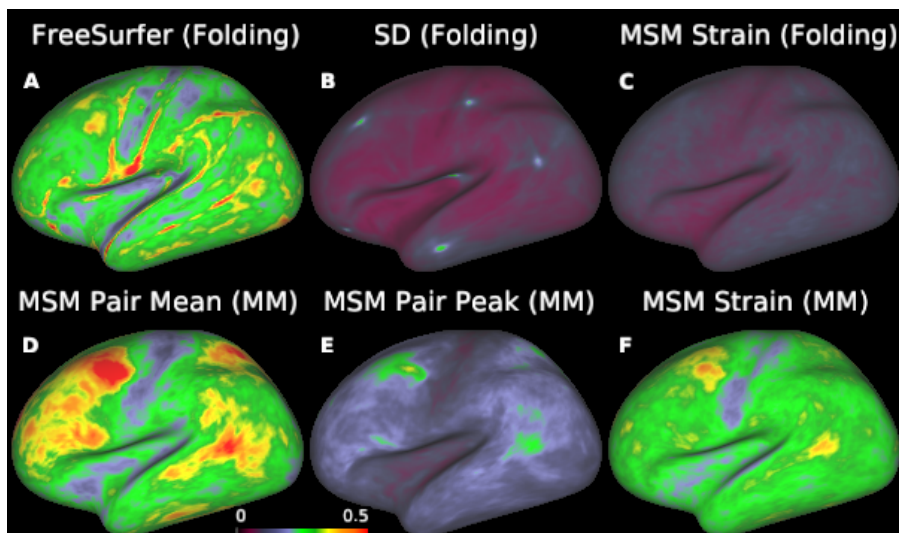 FreeSurfer (Folding) SD (Folding) MSM Strain (Folding)
A B C
MSM Pair Mean (MM) MSM Pair Peak (MM) MSM Strain (MM)
D E F
0 0.5